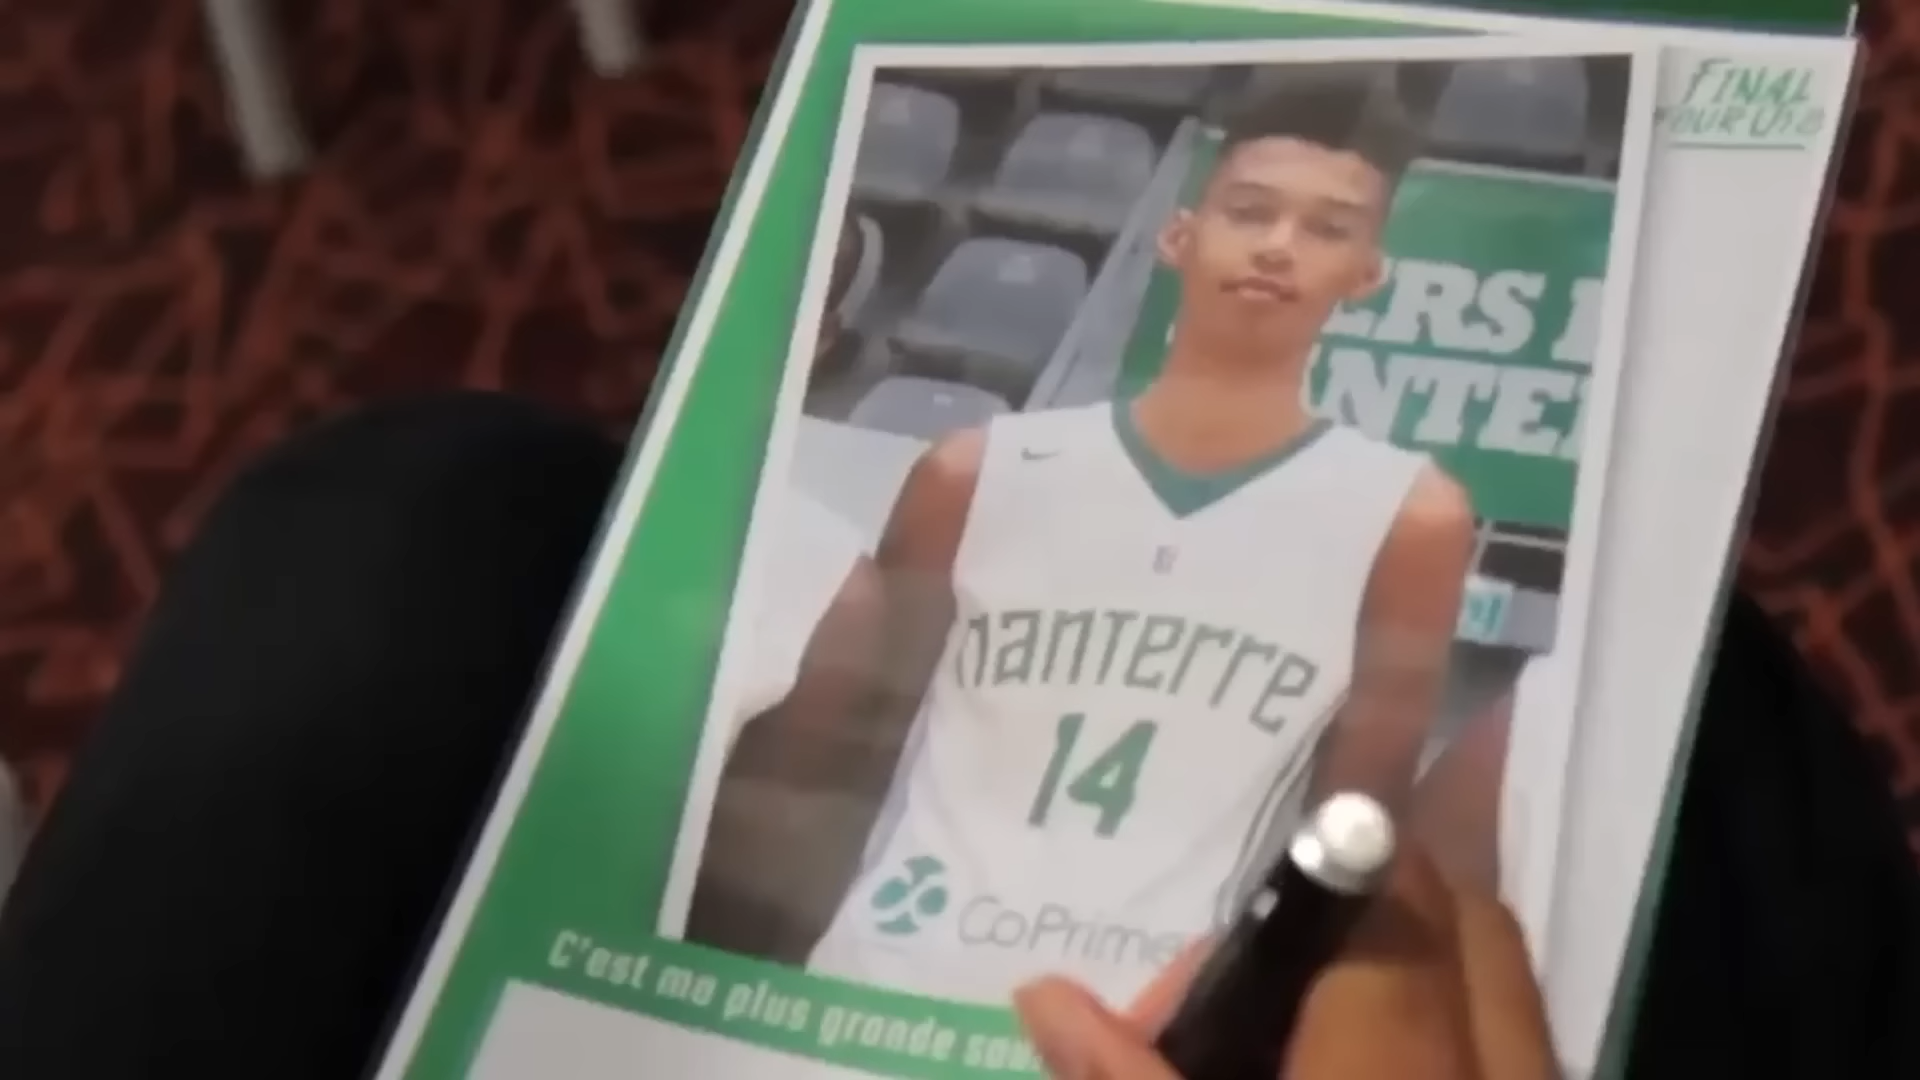 FINAL
FOUR U18
ERS
NTE
nanterre
14
CoPrime
C'est ma plus grande